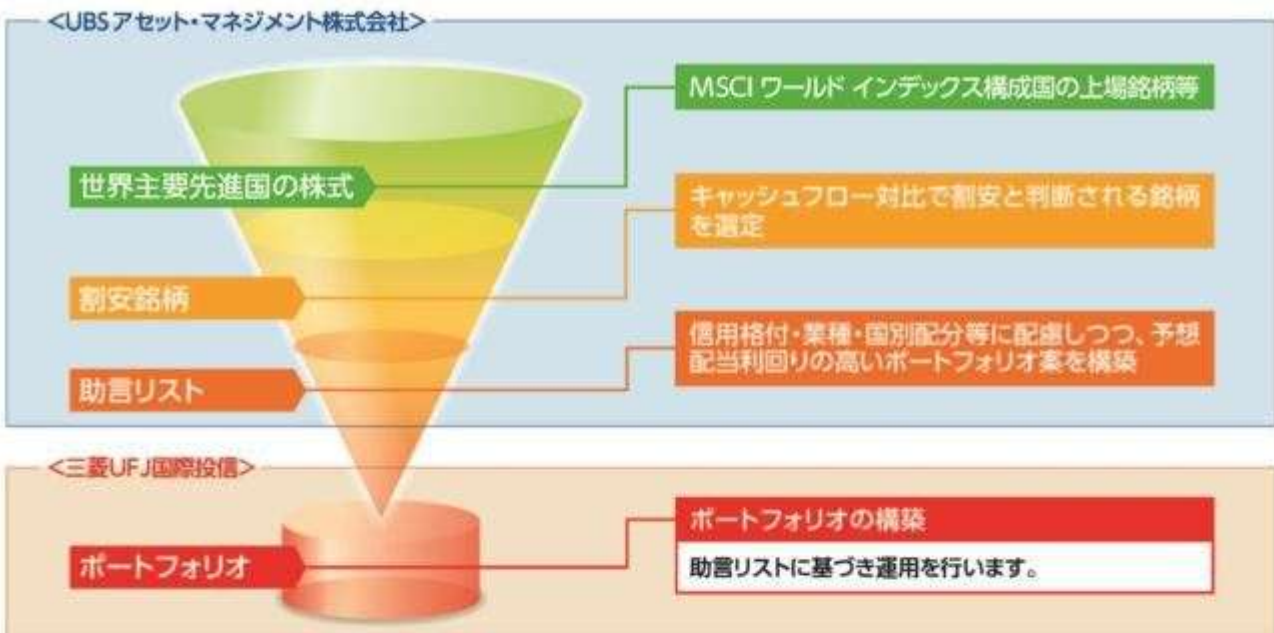 <UBSアセット・マネジメント株式会社>
MSCI ワールド インデックス構成国の上場銘柄等
世界主要先進国の株式
キャッシュフロー対比で割安と判断される銘柄
を選定
割安銘柄
信用格付・業種・国別配分等に配慮しつつ、予想
配当利回りの高いポートフォリオ案を構築
助言リスト
<三菱UFJ国際投信>
ポートフォリオの構築
ポートフォリオ
助言リストに基づき運用を行います。